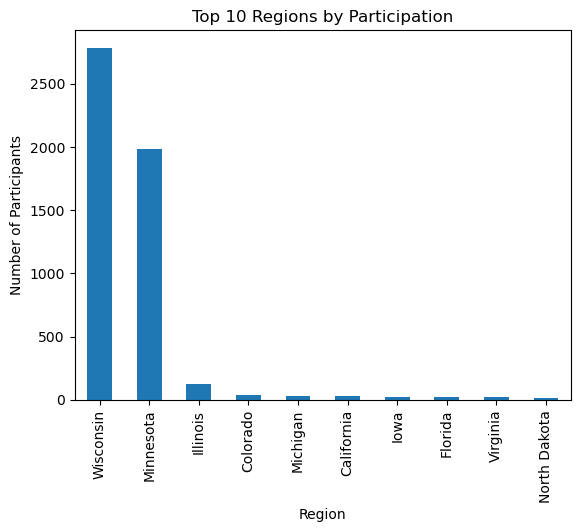 Top 10 Regions by Participation
Number of Participants
2500
2000
1500
1000
500
0
Wisconsin
Minnesota
Illinois
Colorado
Michigan
California
Iowa
Florida
Virginia
North Dakota
Region